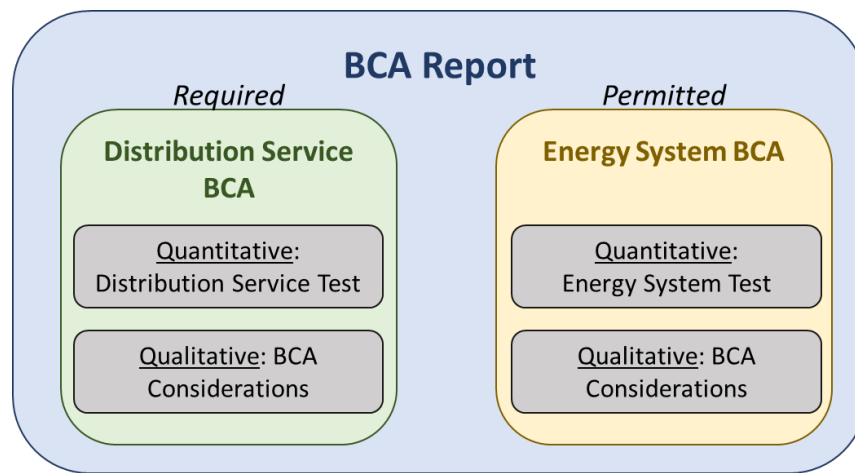 BCA Report
Required
Distribution Service
BCA
Quantitative:
Distribution Service Test
Qualitative: BCA
Considerations
Permitted
Energy System BCA
Quantitative:
Energy System Test
Qualitative: BCA
Considerations